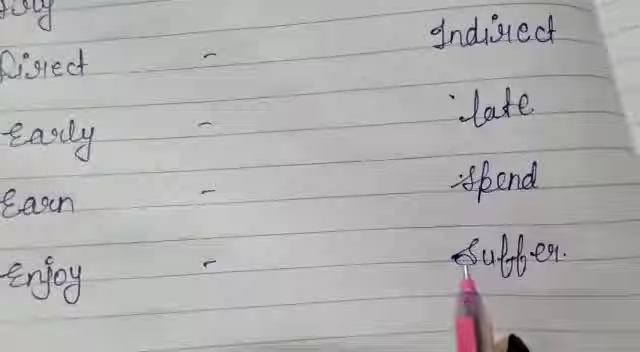 Direct - Indirect
Early - late
Earn - spend
Enjoy - Suffer.